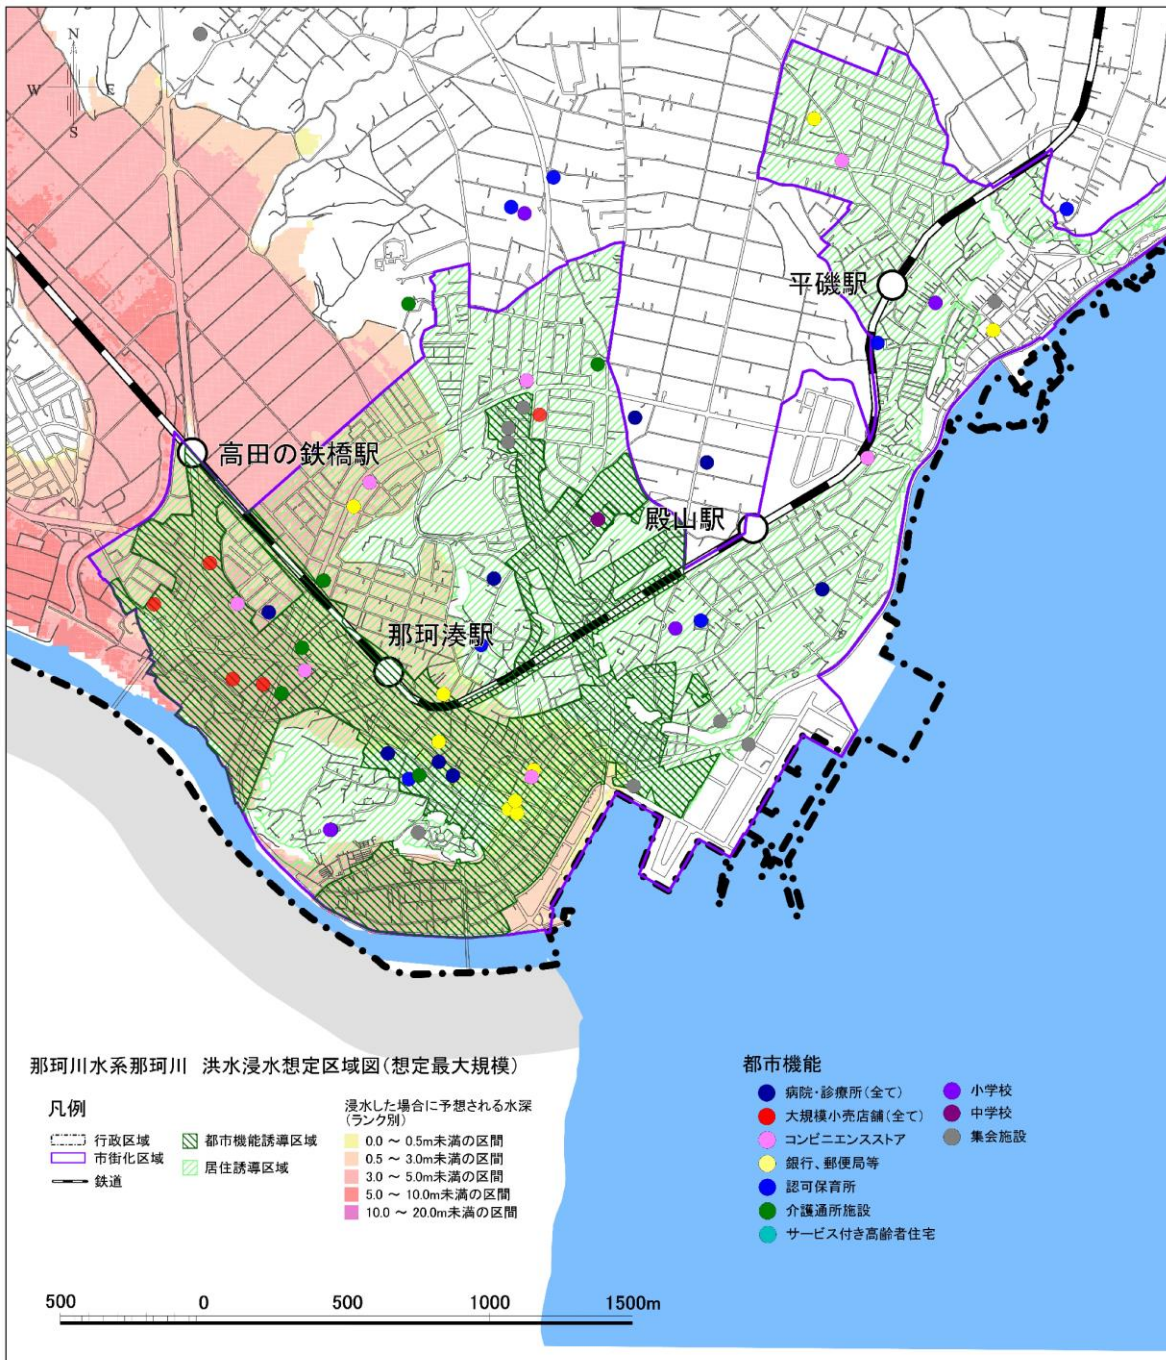 N
W E
S
平磯駅
高田の鉄橋駅
殿山駅
那珂湊駅
那珂川水系那珂川 洪水浸水想定区域図(想定最大規模)
凡例
行政区域
市街化区域
鉄道
都市機能誘導区域
居住誘導区域
浸水した場合に予想される水深
(ランク別)
0.0 ～ 0.5m未満の区間
0.5 ～ 3.0m未満の区間
3.0 ～ 5.0m未満の区間
5.0 ～ 10.0m未満の区間
10.0 ～ 20.0m未満の区間
都市機能
病院・診療所(全て)
大規模小売店舗(全て)
コンビニエンスストア
銀行、郵便局等
認可保育所
介護通所施設
サービス付き高齢者住宅
小学校
中学校
集会施設
500 0 500 1000 1500m